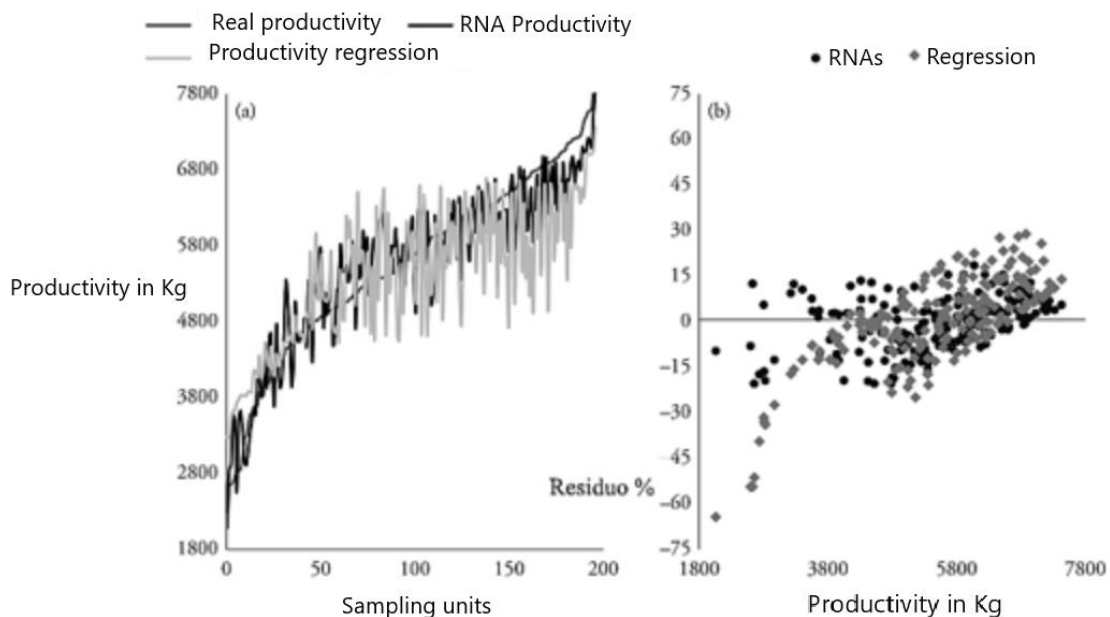 Real productivity RNA Productivity
Productivity regression
RNAs Regression
(a)
7800
6800
5800
4800
3800
2800
1800
Productivity in Kg
0 50 100 150 200
Sampling units
(b)
75
60
45
30
15
0
−15
−30
−45
−60
−75
Residuo %
1800 3800 5800 7800
Productivity in Kg